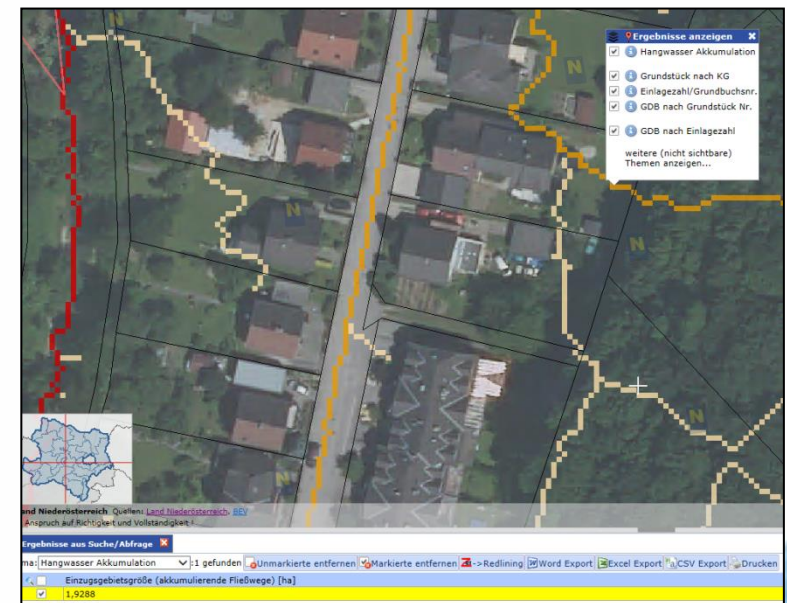 Ergebnisse anzeigen
Hangwasser Akkumulation
Grundstück nach KG
Einlagezahl/Grundbuchsnr.
GDB nach Grundstück Nr.
GDB nach Einlagezahl
weitere (nicht sichtbare)
Themen anzeigen...
N
N
N
N
N
N
N
nd Niederösterreich Quellen: Land Niederösterreich, BEV
Anspruch auf Richtigkeit und Vollständigkeit
Ergebnisse aus Suche/Abfrage
ma: Hangwasser Akkumulation :1 gefunden Unmarkierte entfernen Markierte entfernen ->Redlining Word Export Excel Export CSV Export Drucken
Einzugsgebietsgröße (akkumulierende Fließwege) [ha]
1,9288